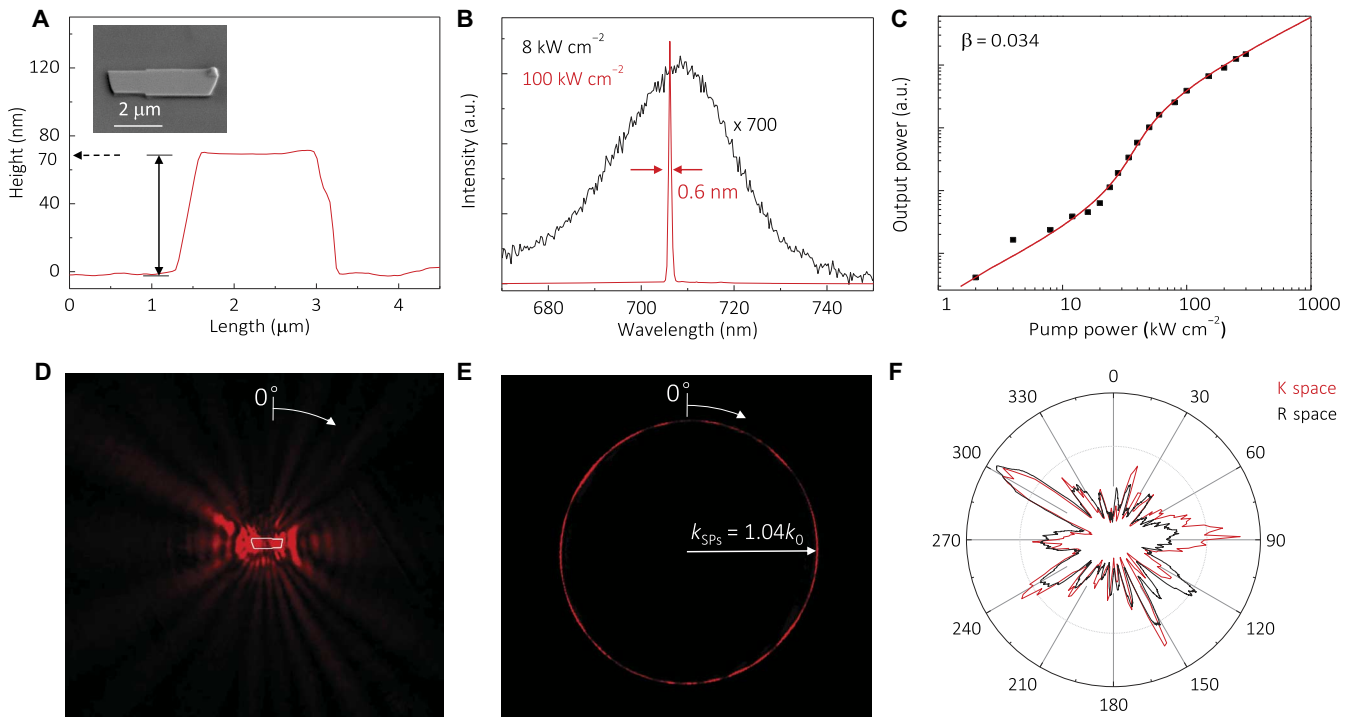 A
Height (nm)
120
80
70
40
0
2 μm
0
1
2
3
4
Length (μm)
B
Intensity (a.u.)
8 kW cm⁻²
100 kW cm⁻²
x 700
0.6 nm
680
700
720
740
Wavelength (nm)
C
Output power (a.u.)
β = 0.034
1
10
100
1000
Pump power (kW cm⁻²)
D
0°
E
0°
kSPs = 1.04k0
F
K space
R space
0
30
60
90
120
150
180
210
240
270
300
330